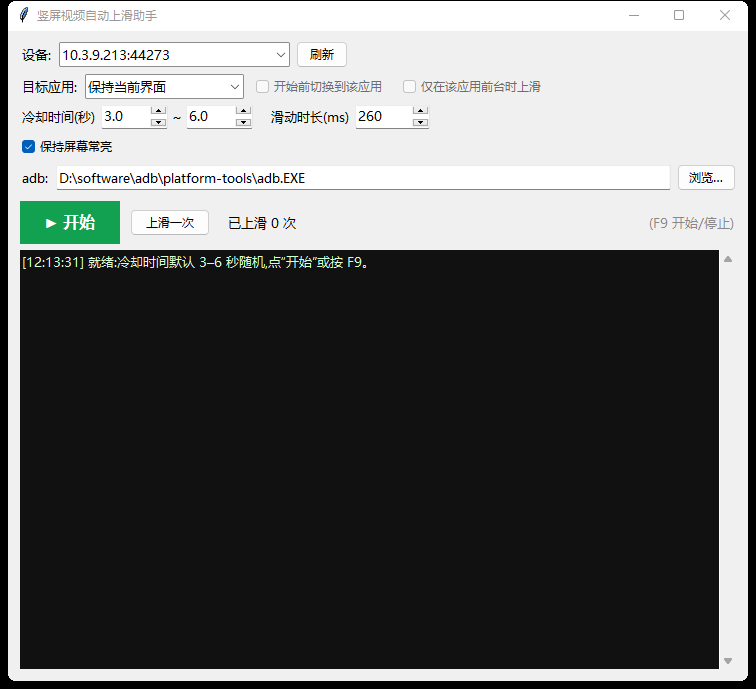 竖屏视频自动上滑助手
设备: 10.3.9.213:44273 刷新
目标应用: 保持当前界面 开始前切换到该应用 仅在该应用前台时上滑
冷却时间(秒) 3.0 ~ 6.0 滑动时长(ms) 260
保持屏幕常亮
adb: D:\software\adb\platform-tools\adb.EXE 浏览...
► 开始 上滑一次 已上滑 0 次 (F9 开始/停止)
[12:13:31] 就绪:冷却时间默认 3–6 秒随机,点“开始”或按 F9。